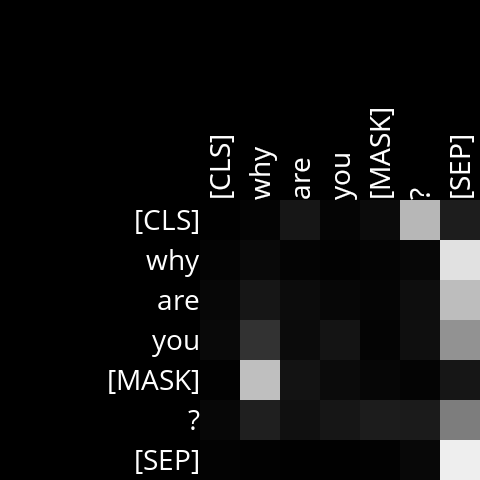 [CLS] why are you [MASK] ? [SEP]
[CLS]
why
are
you
[MASK]
?
[SEP]